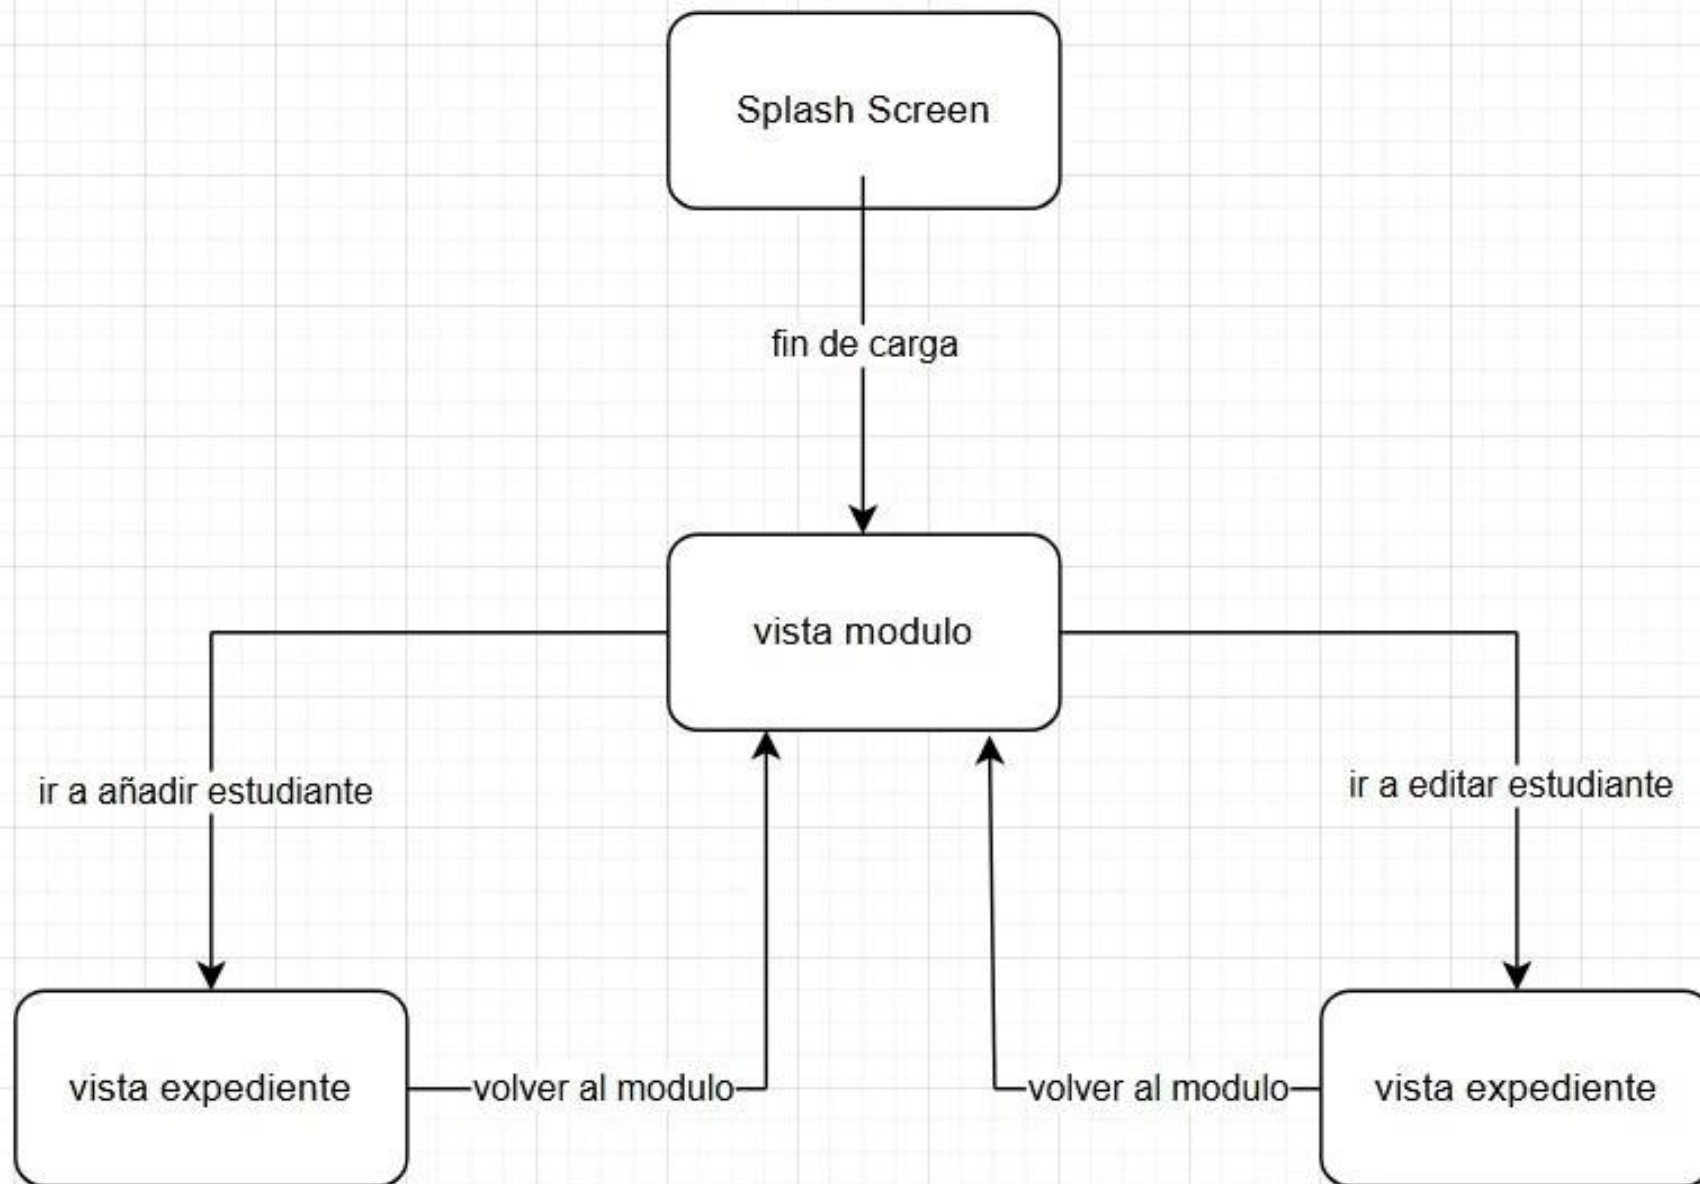 Splash Screen
fin de carga
vista modulo
ir a añadir estudiante
ir a editar estudiante
vista expediente
volver al modulo
volver al modulo
vista expediente